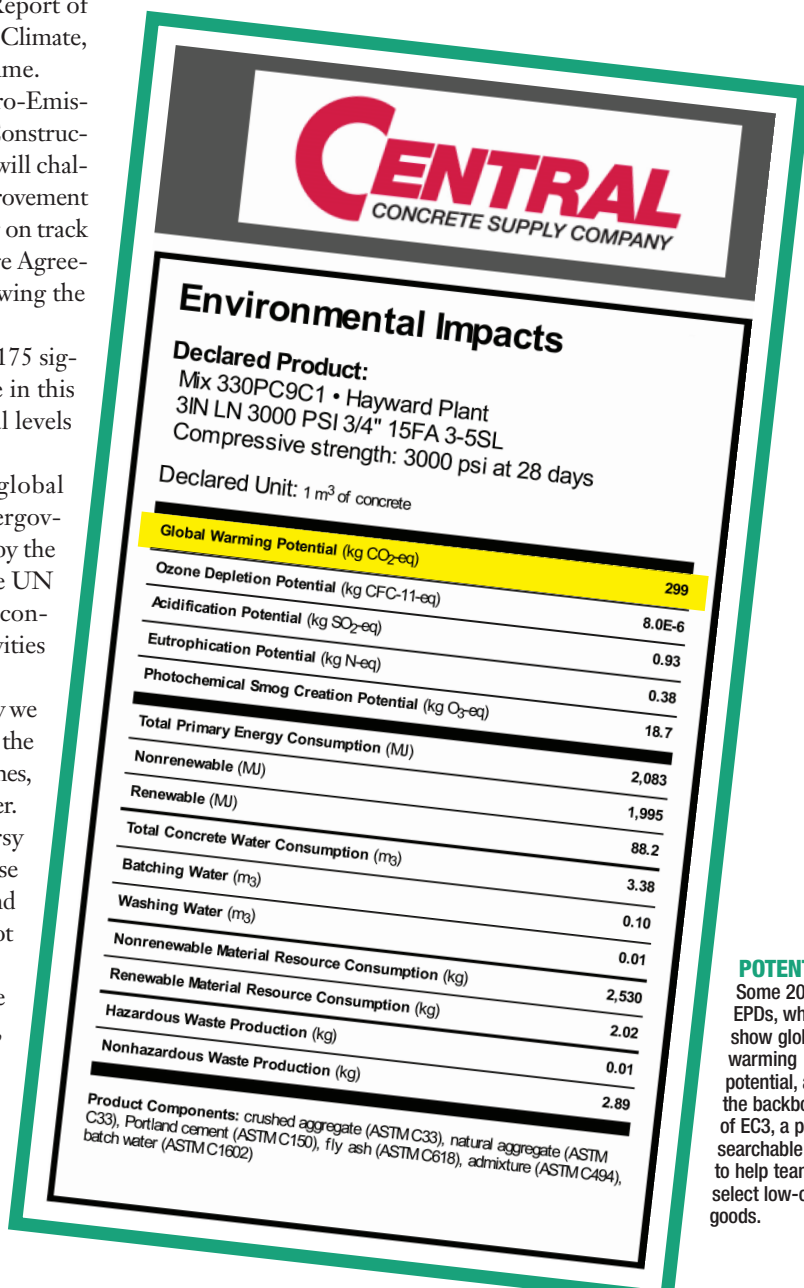 Report of
Climate,
will chal-
on track
Agree-
wing the
175 sig-
in this
levels
global
by the
UN
con-
we
the
CENTRAL
CONCRETE SUPPLY COMPANY
Environmental Impacts
Declared Product:
Mix 330PC9C1 • Hayward Plant
3IN LN 3000 PSI 3/4" 15FA 3-5SL
Compressive strength: 3000 psi at 28 days
Declared Unit: 1 m³ of concrete
Global Warming Potential (kg CO₂-eq) 299
Ozone Depletion Potential (kg CFC-11-eq) 8.0E-6
Acidification Potential (kg SO₂-eq) 0.93
Eutrophication Potential (kg N-eq) 0.38
Photochemical Smog Creation Potential (kg O₃-eq) 18.7
Total Primary Energy Consumption (MJ) 2,083
Nonrenewable (MJ) 1,995
Renewable (MJ) 88.2
Total Concrete Water Consumption (m₃) 3.38
Batching Water (m₃) 0.10
Washing Water (m₃) 0.01
Nonrenewable Material Resource Consumption (kg) 2,530
Renewable Material Resource Consumption (kg) 2.02
Hazardous Waste Production (kg) 0.01
Nonhazardous Waste Production (kg) 2.89
Product Components: crushed aggregate (ASTM C33), natural aggregate (ASTM
C33), Portland cement (ASTM C150), fly ash (ASTM C618), admixture (ASTM C494),
batch water (ASTM C1602)
POTENT
Some 20
EPDs, wh
show glob
warming
potential, a
the backbo
of EC3, a p
searchable
to help team
select low-c
goods.